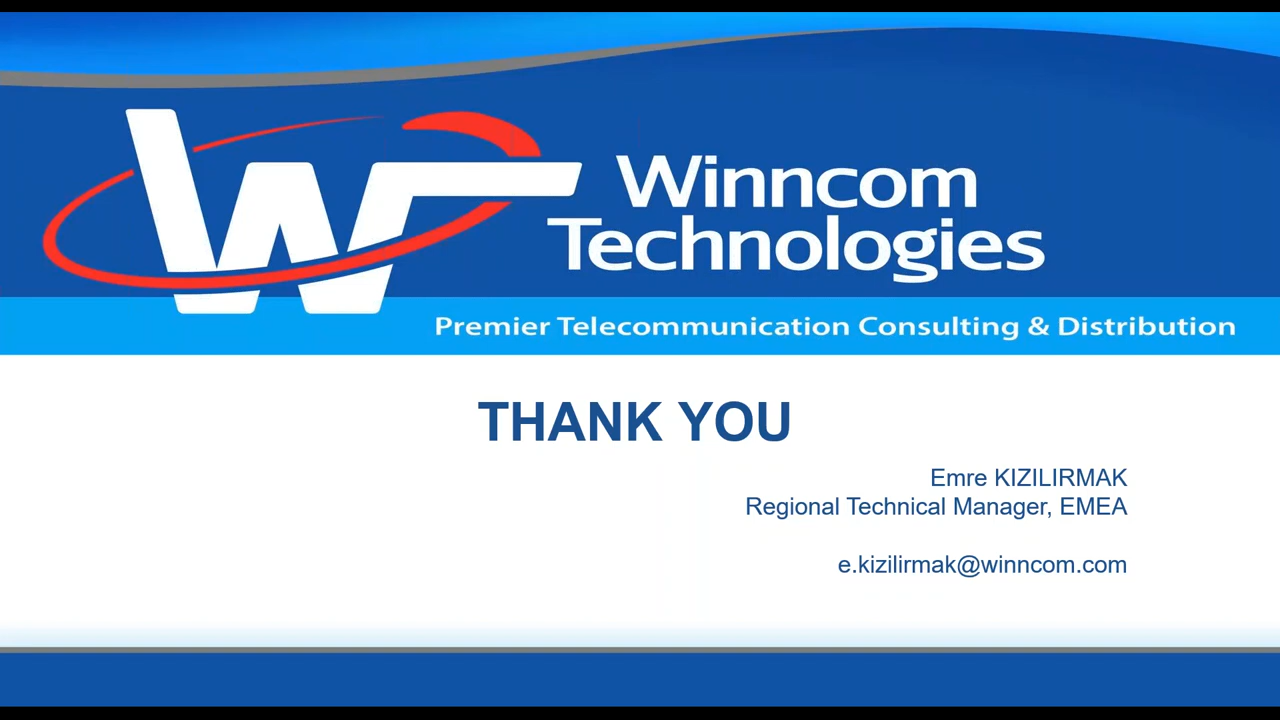 Winncom
Technologies
Premier Telecommunication Consulting & Distribution
THANK YOU
Emre KIZILIRMAK
Regional Technical Manager, EMEA
e.kizilirmak@winncom.com